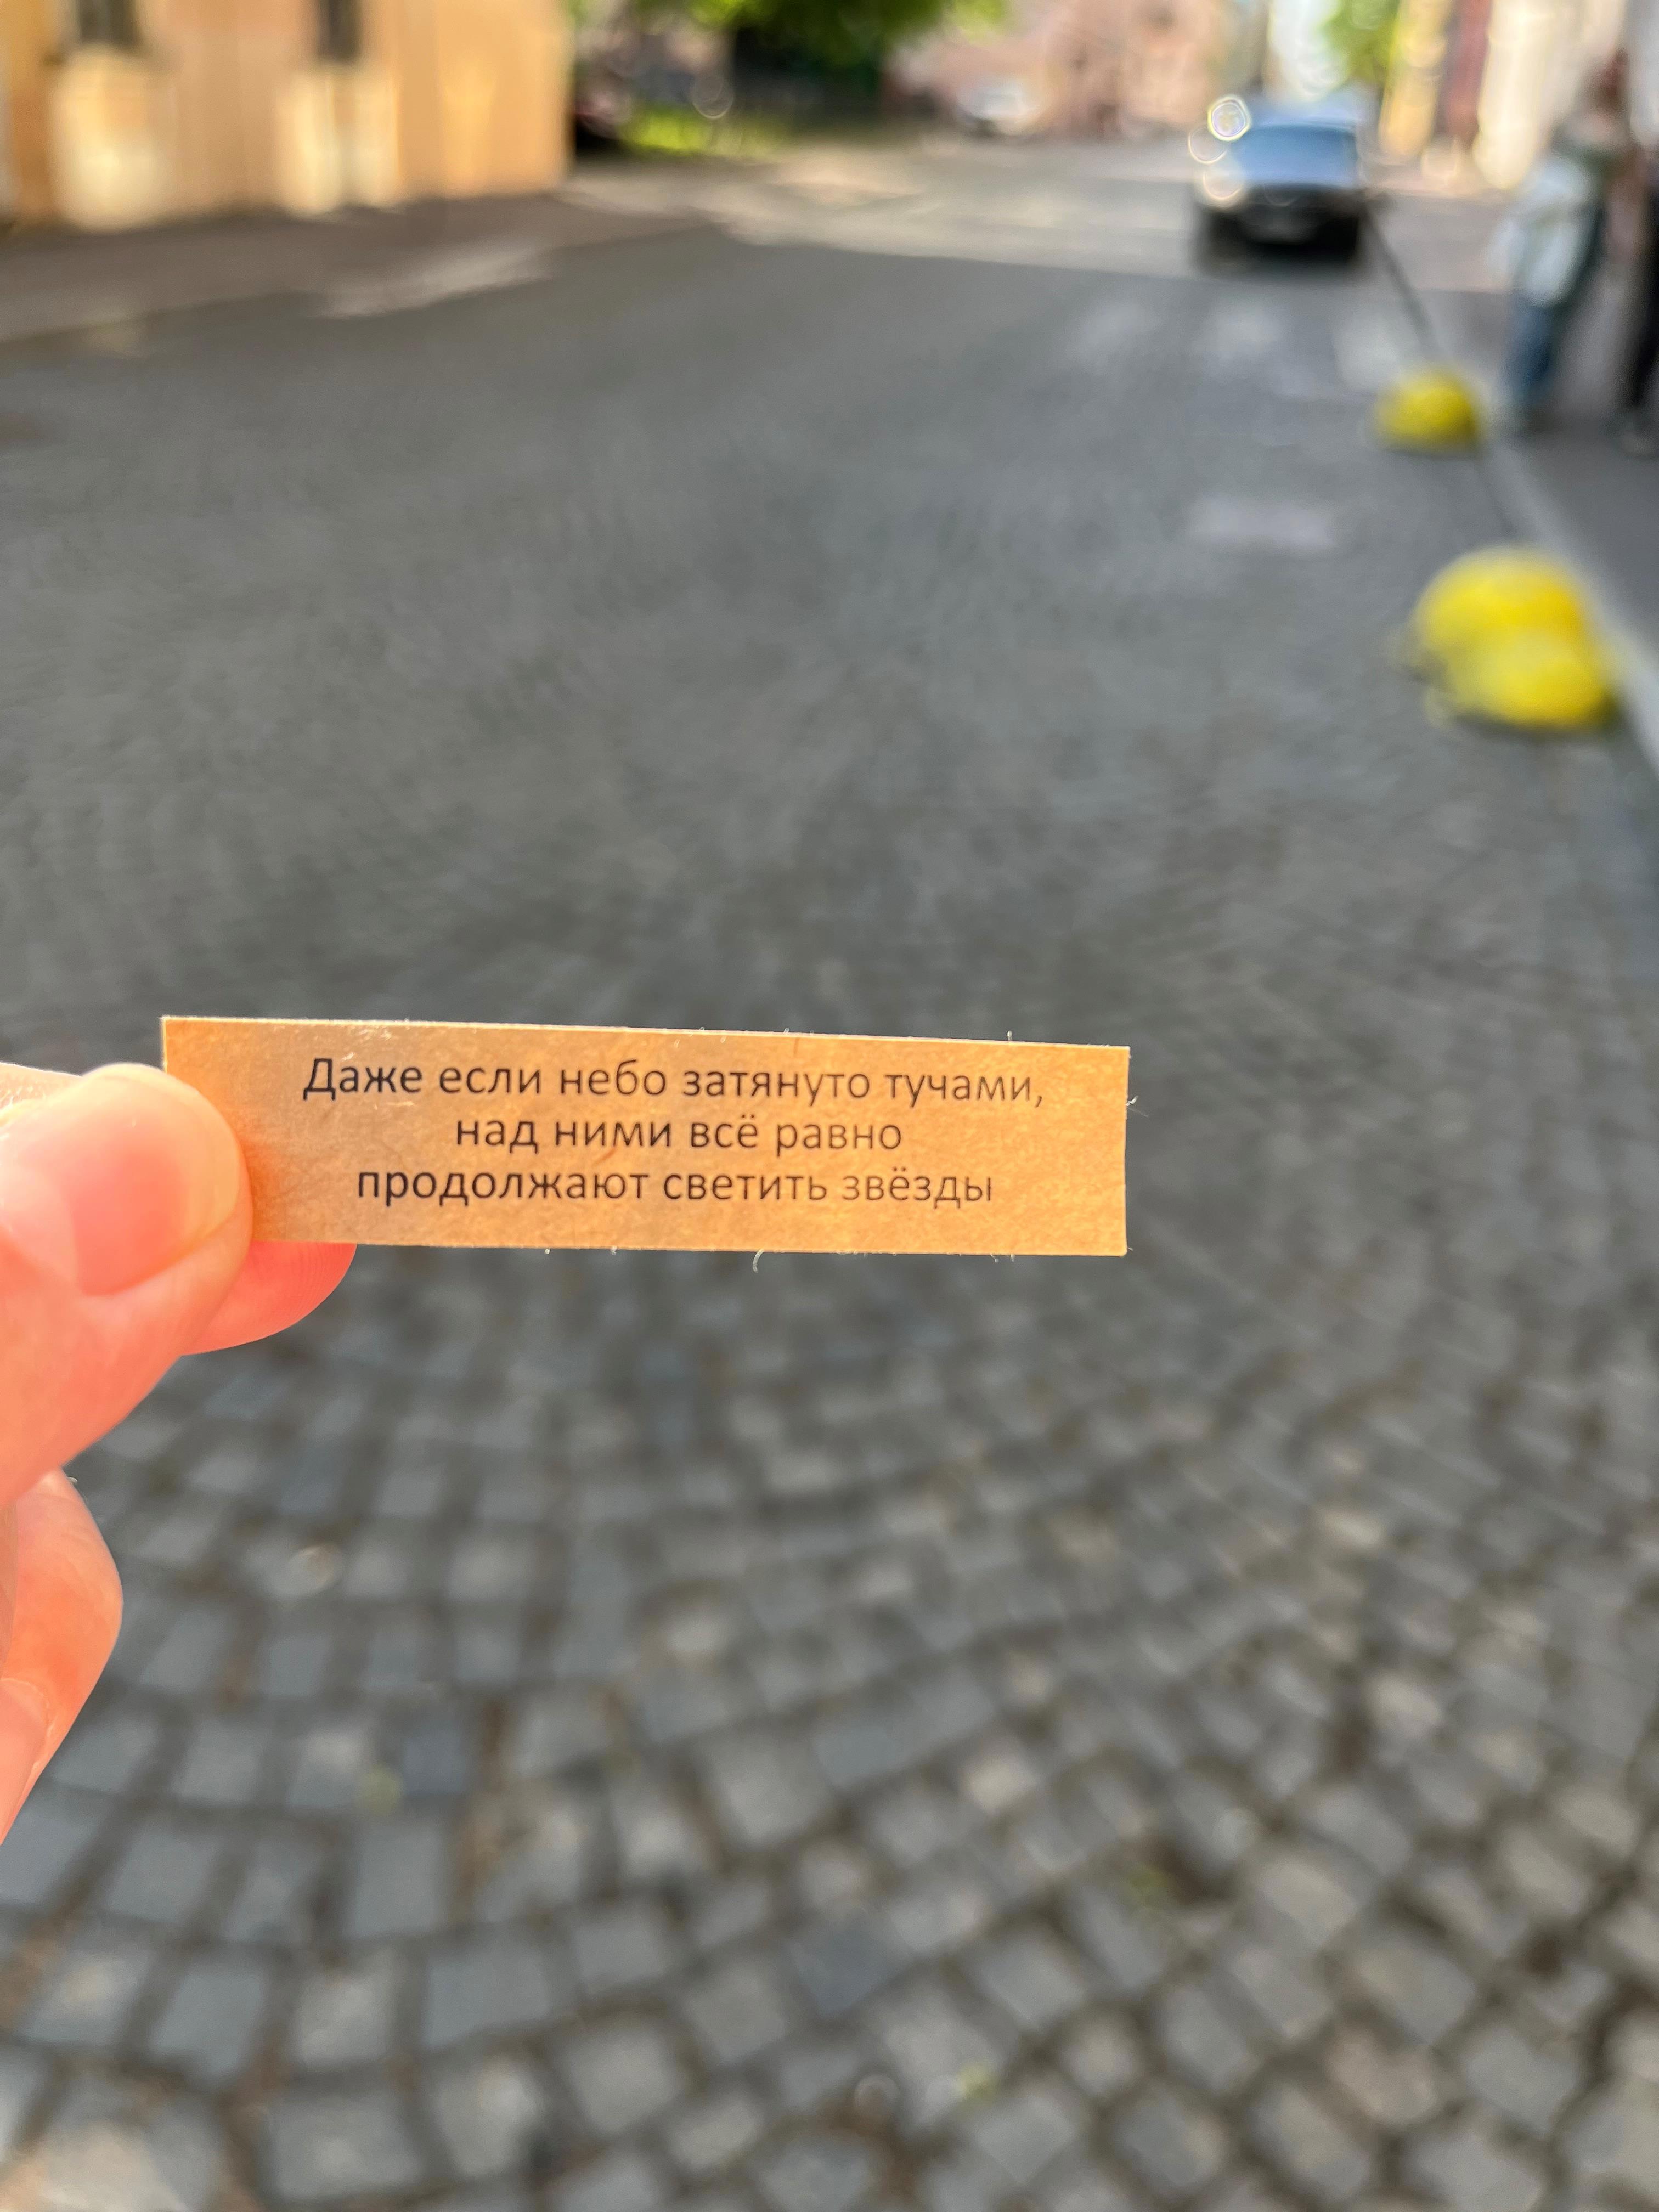 Даже если небо затянуто тучами,
над ними всё равно
продолжают светить звёзды